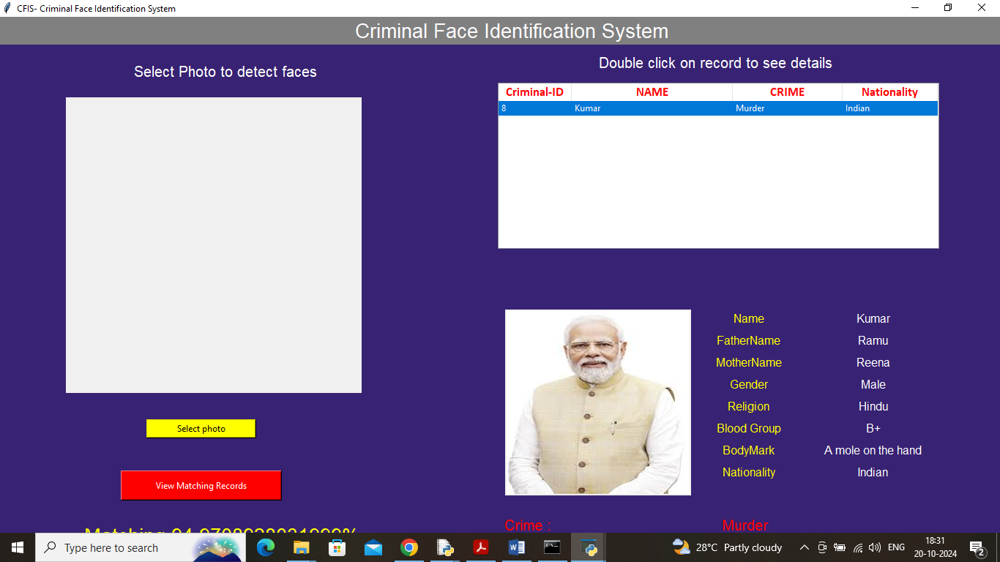 CFIS- Criminal Face Identification System
Criminal Face Identification System
Select Photo to detect faces
Double click on record to see details
Criminal-ID NAME CRIME Nationality
8 Kumar Murder Indian
Name Kumar
FatherName Ramu
MotherName Reena
Gender Male
Religion Hindu
Blood Group B+
BodyMark A mole on the hand
Nationality Indian
Select photo
View Matching Records
Crime : Murder
Type here to search
28°C Partly cloudy
ENG
18:31
20-10-2024
2